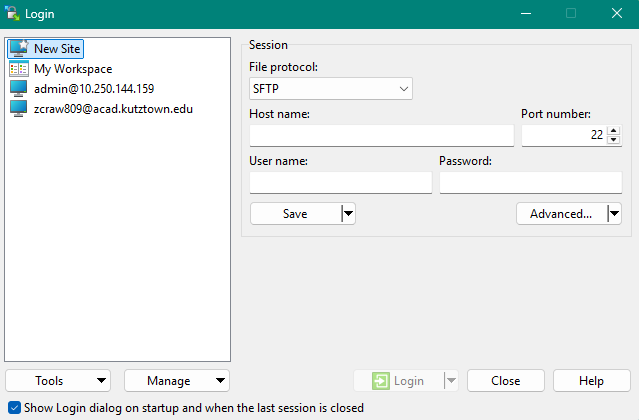 Login
New Site
My Workspace
admin@10.250.144.159
zcraw809@acad.kutztown.edu
Session
File protocol:
SFTP
Host name:
Port number:
22
User name:
Password:
Save
Advanced...
Tools
Manage
Login
Close
Help
Show Login dialog on startup and when the last session is closed